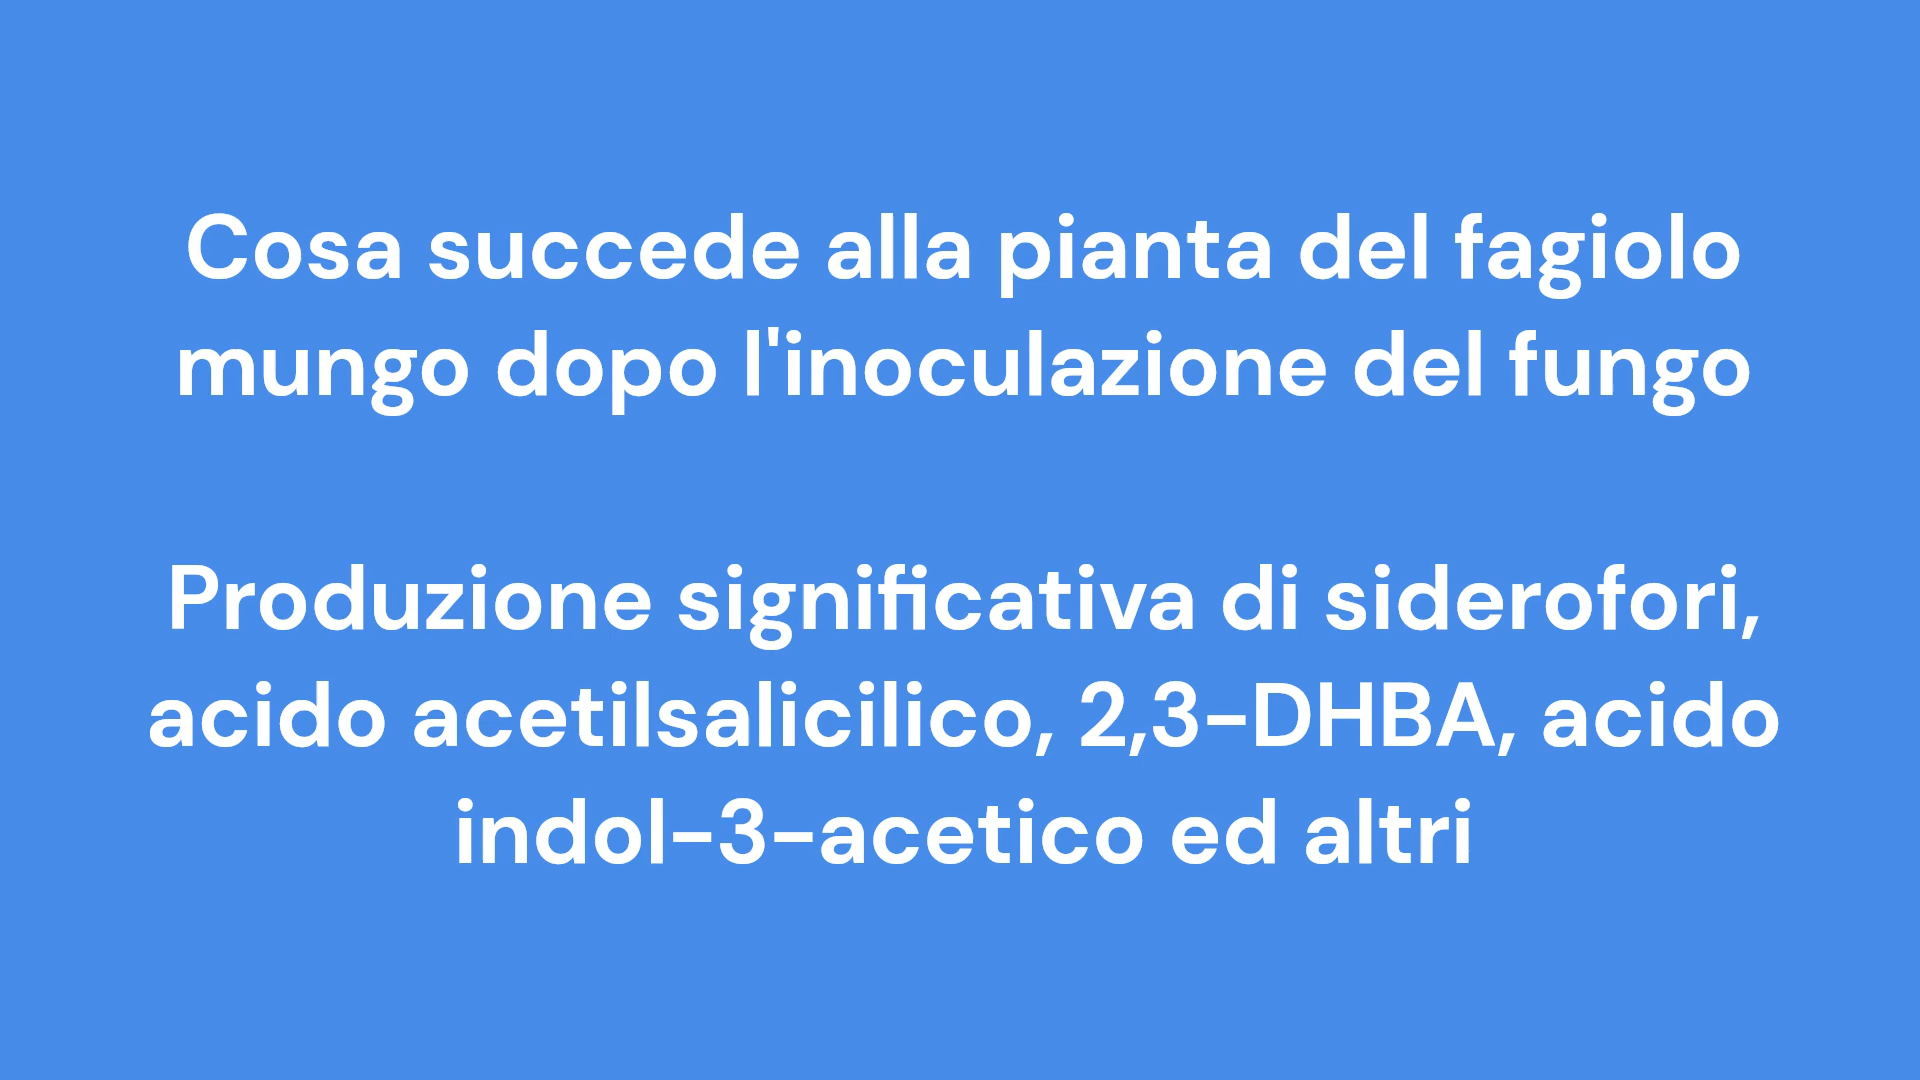 Cosa succede alla pianta del fagiolo
mungo dopo l'inoculazione del fungo
Produzione significativa di siderofori,
acido acetilsalicilico, 2,3-DHBA, acido
indol-3-acetico ed altri